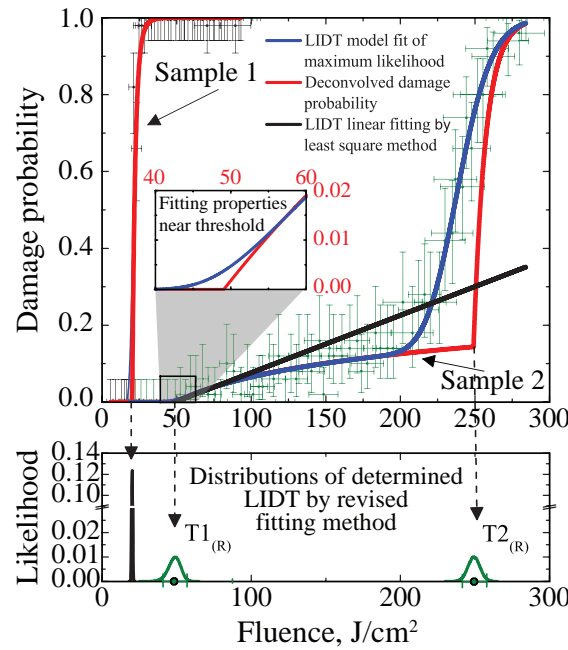 1.0
0.8
0.6
0.4
0.2
0.0
Damage probability
Sample 1
LIDT model fit of
maximum likelihood
Deconvolved damage
probability
LIDT linear fitting by
least square method
40 50 60
Fitting properties
near threshold
0.02
0.01
0.00
Sample 2
0 50 100 150 200 250 300
0.14
0.10
0.02
0.01
0.00
Likelihood
Distributions of determined
LIDT by revised
fitting method
T1(R)
T2(R)
0 50 100 150 200 250 300
Fluence, J/cm²